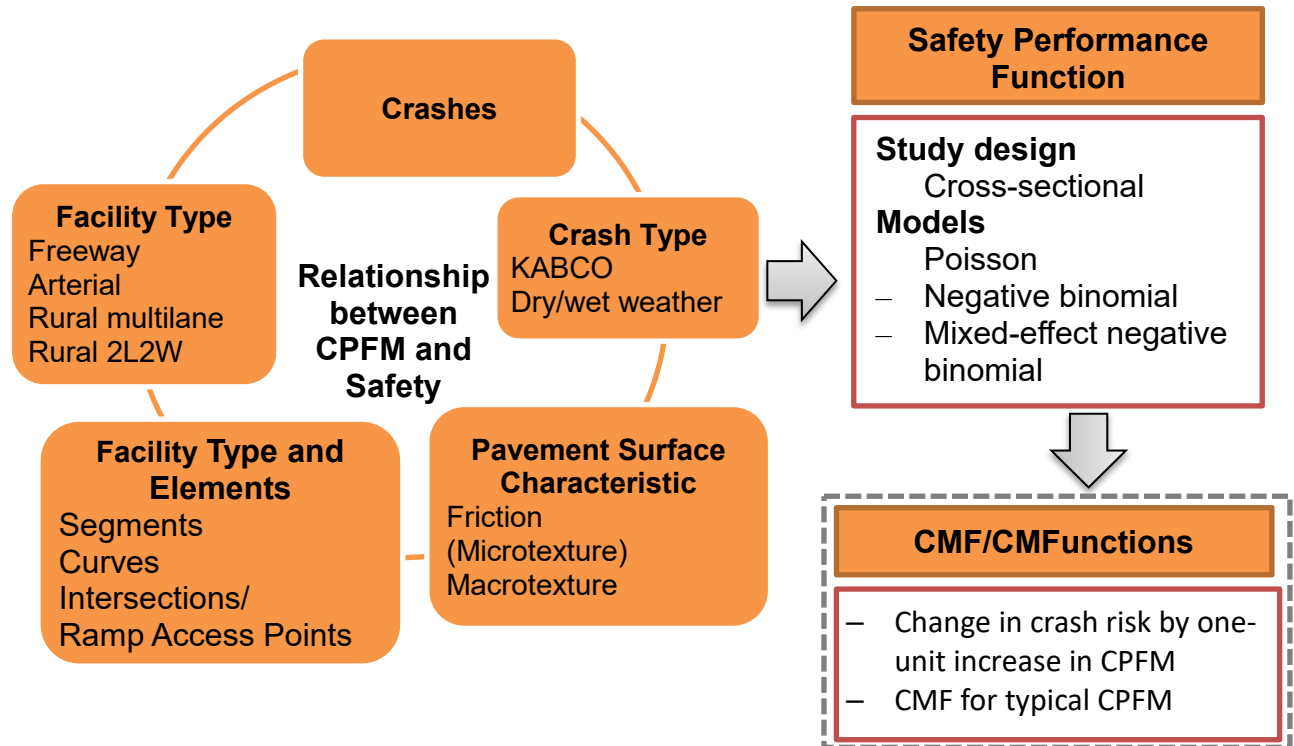 Crashes
Facility Type
Freeway
Arterial
Rural multilane
Rural 2L2W
Relationship
between
CPFM and
Safety
Crash Type
KABCO
Dry/wet weather
Facility Type and
Elements
Segments
Curves
Intersections/
Ramp Access Points
Pavement Surface
Characteristic
Friction
(Microtexture)
Macrotexture
Safety Performance
Function
Study design
Cross-sectional
Models
Poisson
– Negative binomial
– Mixed-effect negative
binomial
CMF/CMFunctions
– Change in crash risk by one-
unit increase in CPFM
– CMF for typical CPFM